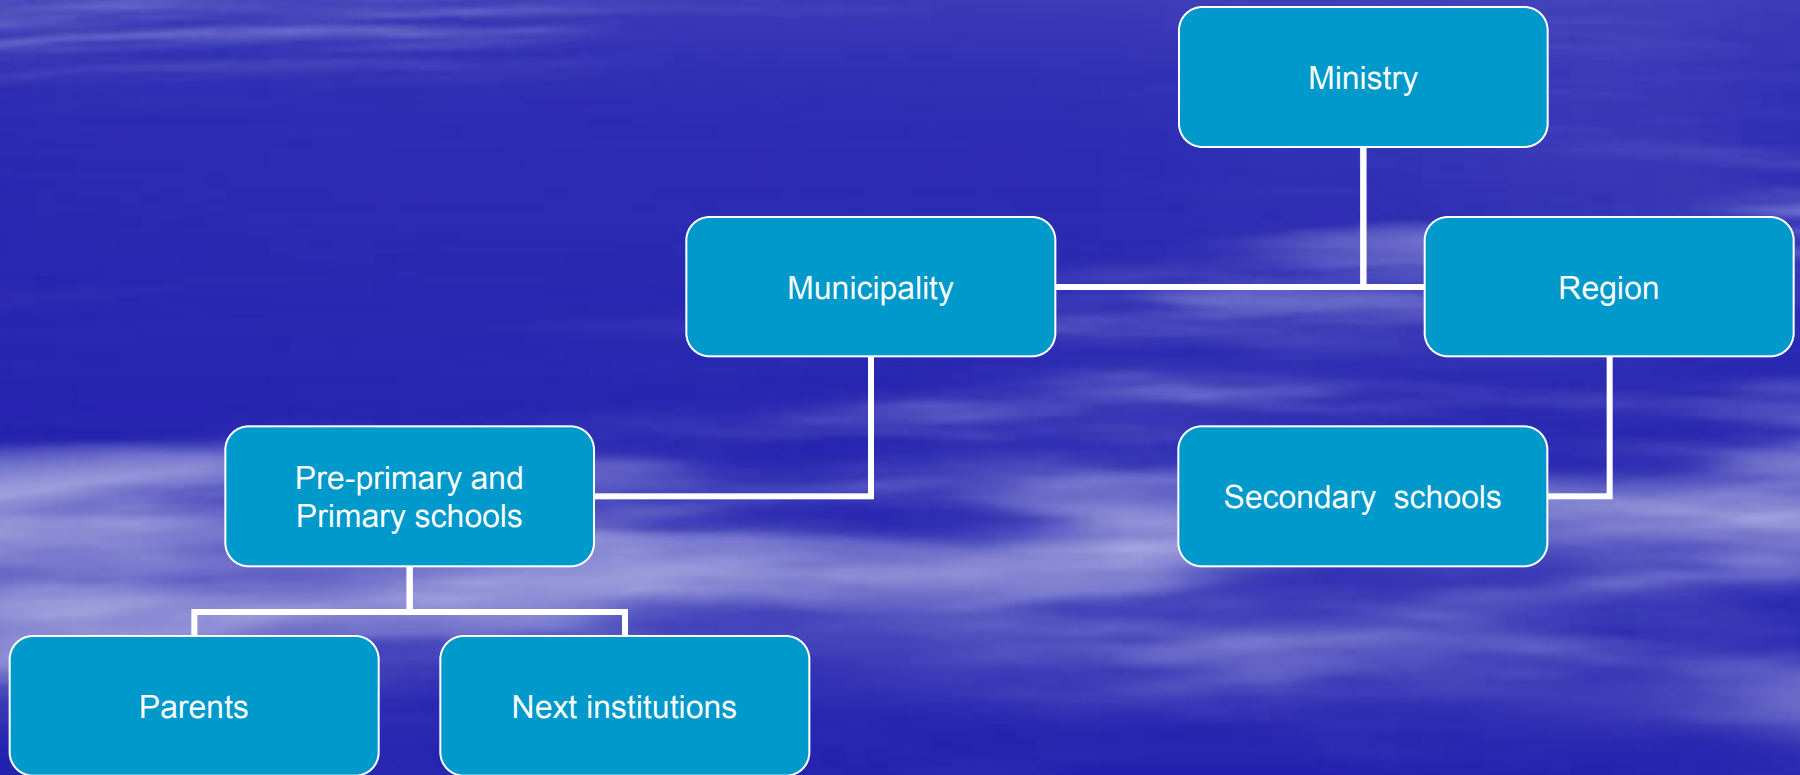 Ministry
Municipality
Region
Pre-primary and
Primary schools
Secondary  schools
Parents
Next institutions